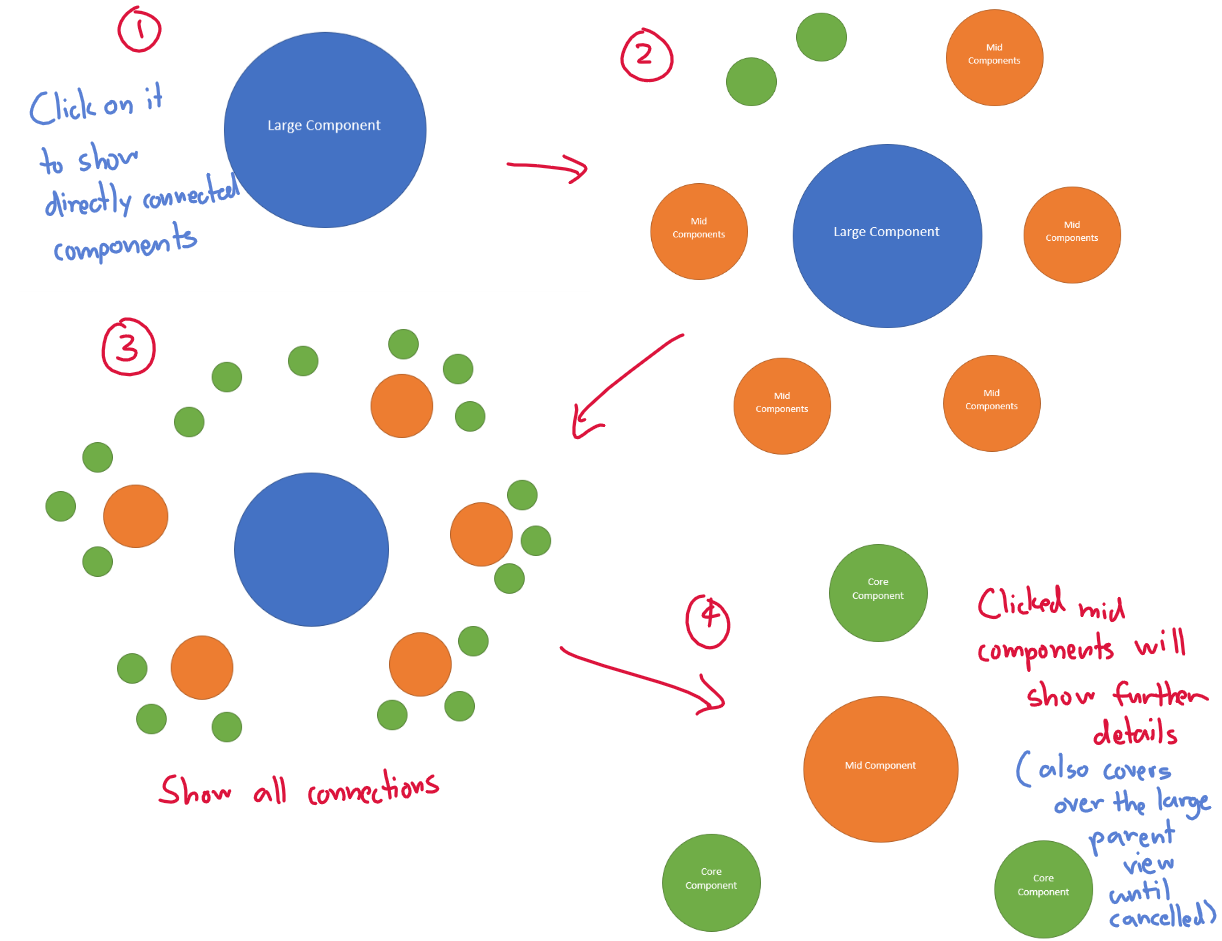 1
Click on it
to show
directly connected
components
Large Component
2
Mid
Components
Mid
Components
Large Component
Mid
Components
Mid
Components
Mid
Components
3
Show all connections
4
Core
Component
Mid Component
Core
Component
Core
Component
Clicked mid
components will
show further
details
(also covers
over the large
parent
view
until
cancelled)